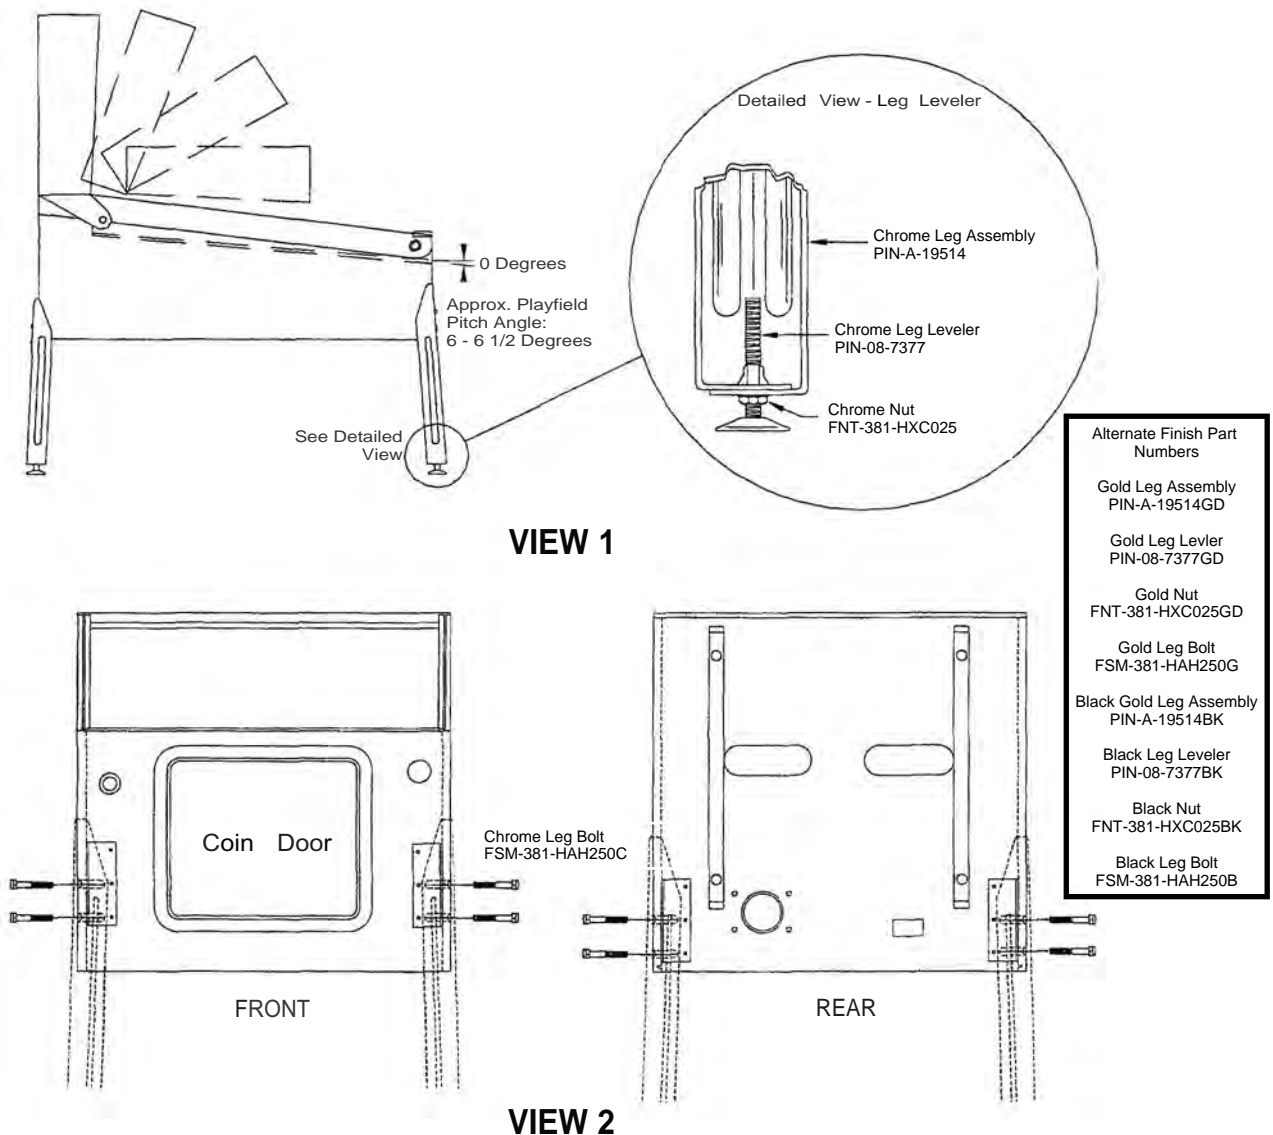 Detailed View - Leg Leveler
Chrome Leg Assembly
PIN-A-19514
0 Degrees
Approx. Playfield
Pitch Angle:
6 - 6 1/2 Degrees
Chrome Leg Leveler
PIN-08-7377
Chrome Nut
FNT-381-HXC025
See Detailed
View
VIEW 1
Alternate Finish Part
Numbers
Gold Leg Assembly
PIN-A-19514GD
Gold Leg Levler
PIN-08-7377GD
Gold Nut
FNT-381-HXC025GD
Gold Leg Bolt
FSM-381-HAH250G
Black Gold Leg Assembly
PIN-A-19514BK
Black Leg Leveler
PIN-08-7377BK
Black Nut
FNT-381-HXC025BK
Black Leg Bolt
FSM-381-HAH250B
Coin Door
Chrome Leg Bolt
FSM-381-HAH250C
FRONT
REAR
VIEW 2